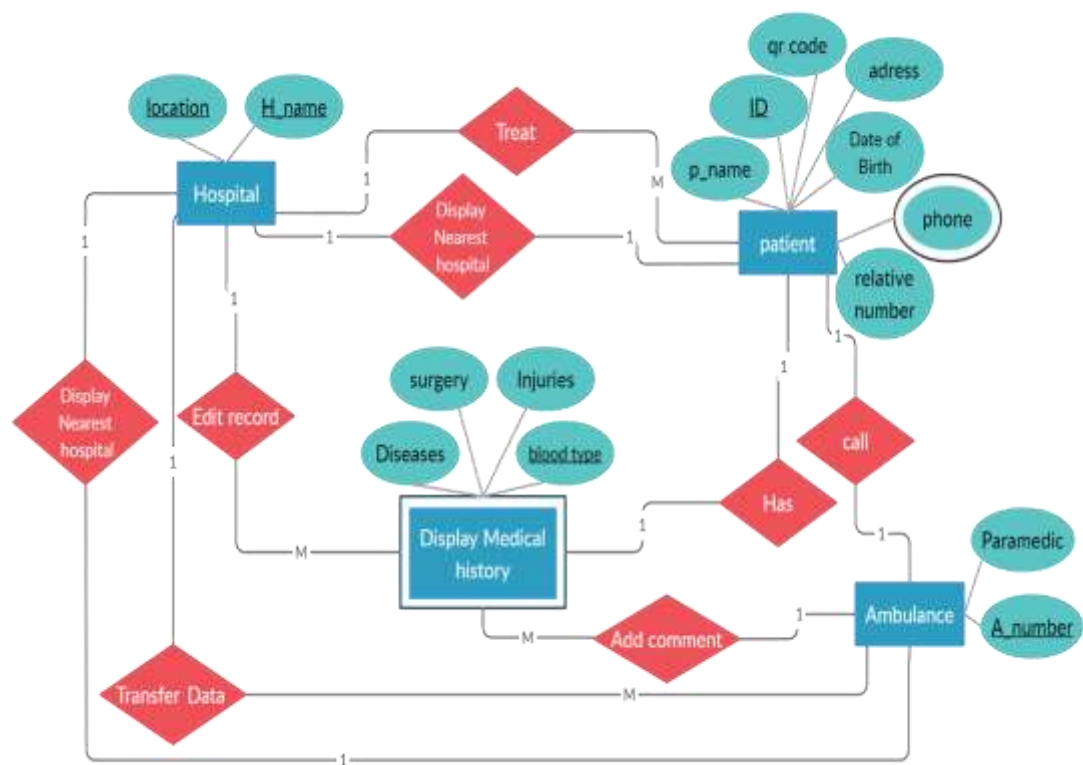 qr code
location
H_name
ID
adress
Treat
Date of
Birth
p_name
1
1
M
Hospital
Display
Nearest
hospital
phone
patient
1
1
1
relative
number
1
1
1
surgery
Injuries
Display
Nearest
hospital
Edit record
call
Diseases
blood type
1
Has
1
1
M
Display Medical
history
Paramedic
Ambulance
1
A_number
M
Add comment
Transfer Data
M
1